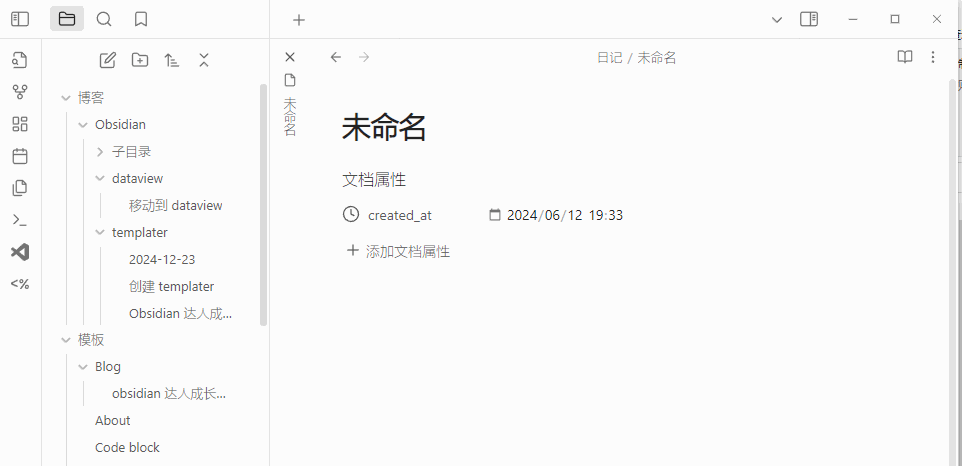 博客
Obsidian
子目录
dataview
移动到 dataview
templater
2024-12-23
创建 templater
Obsidian 达人成...
模板
Blog
obsidian 达人成长...
About
Code block
<%
未命名
日记 / 未命名
未命名
文档属性
created_at 2024/06/12 19:33
添加文档属性